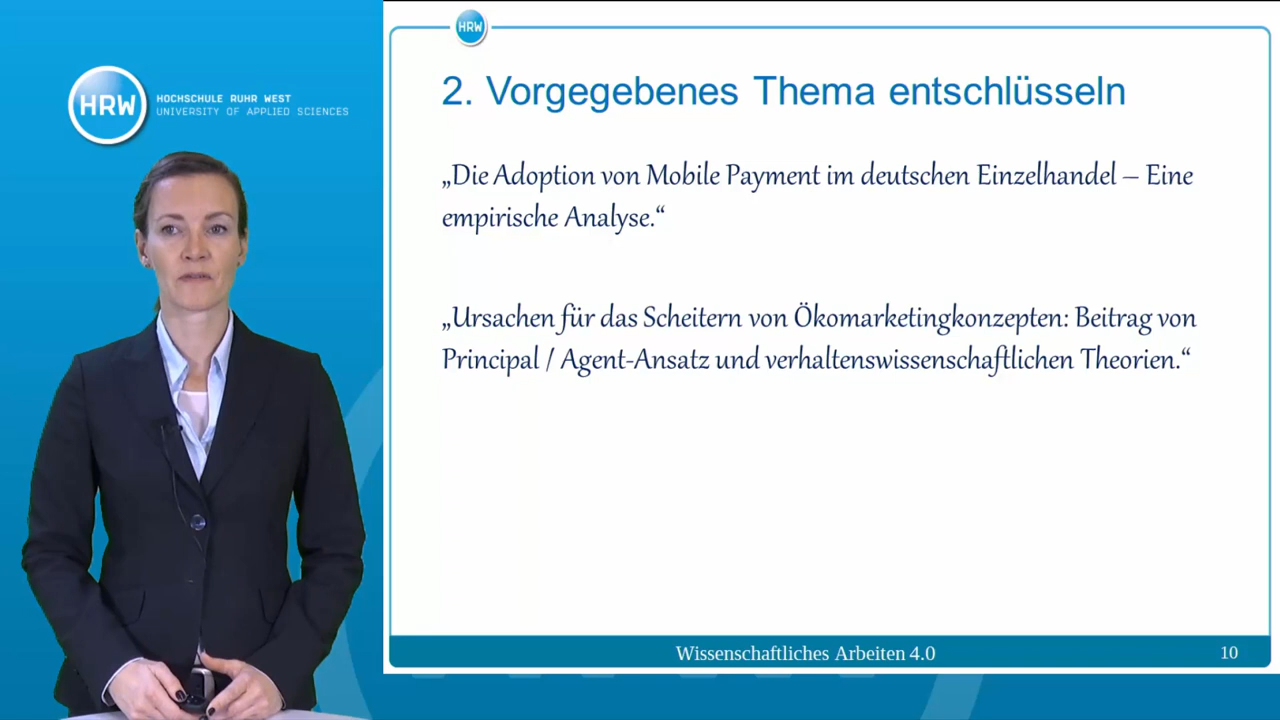 HRW
HOCHSCHULE RUHR WEST
UNIVERSITY OF APPLIED SCIENCES
HRW
2. Vorgegebenes Thema entschlüsseln
„Die Adoption von Mobile Payment im deutschen Einzelhandel – Eine
empirische Analyse.“
„Ursachen für das Scheitern von Ökomarketingkonzepten: Beitrag von
Principal / Agent-Ansatz und verhaltenswissenschaftlichen Theorien.“
Wissenschaftliches Arbeiten 4.0
10